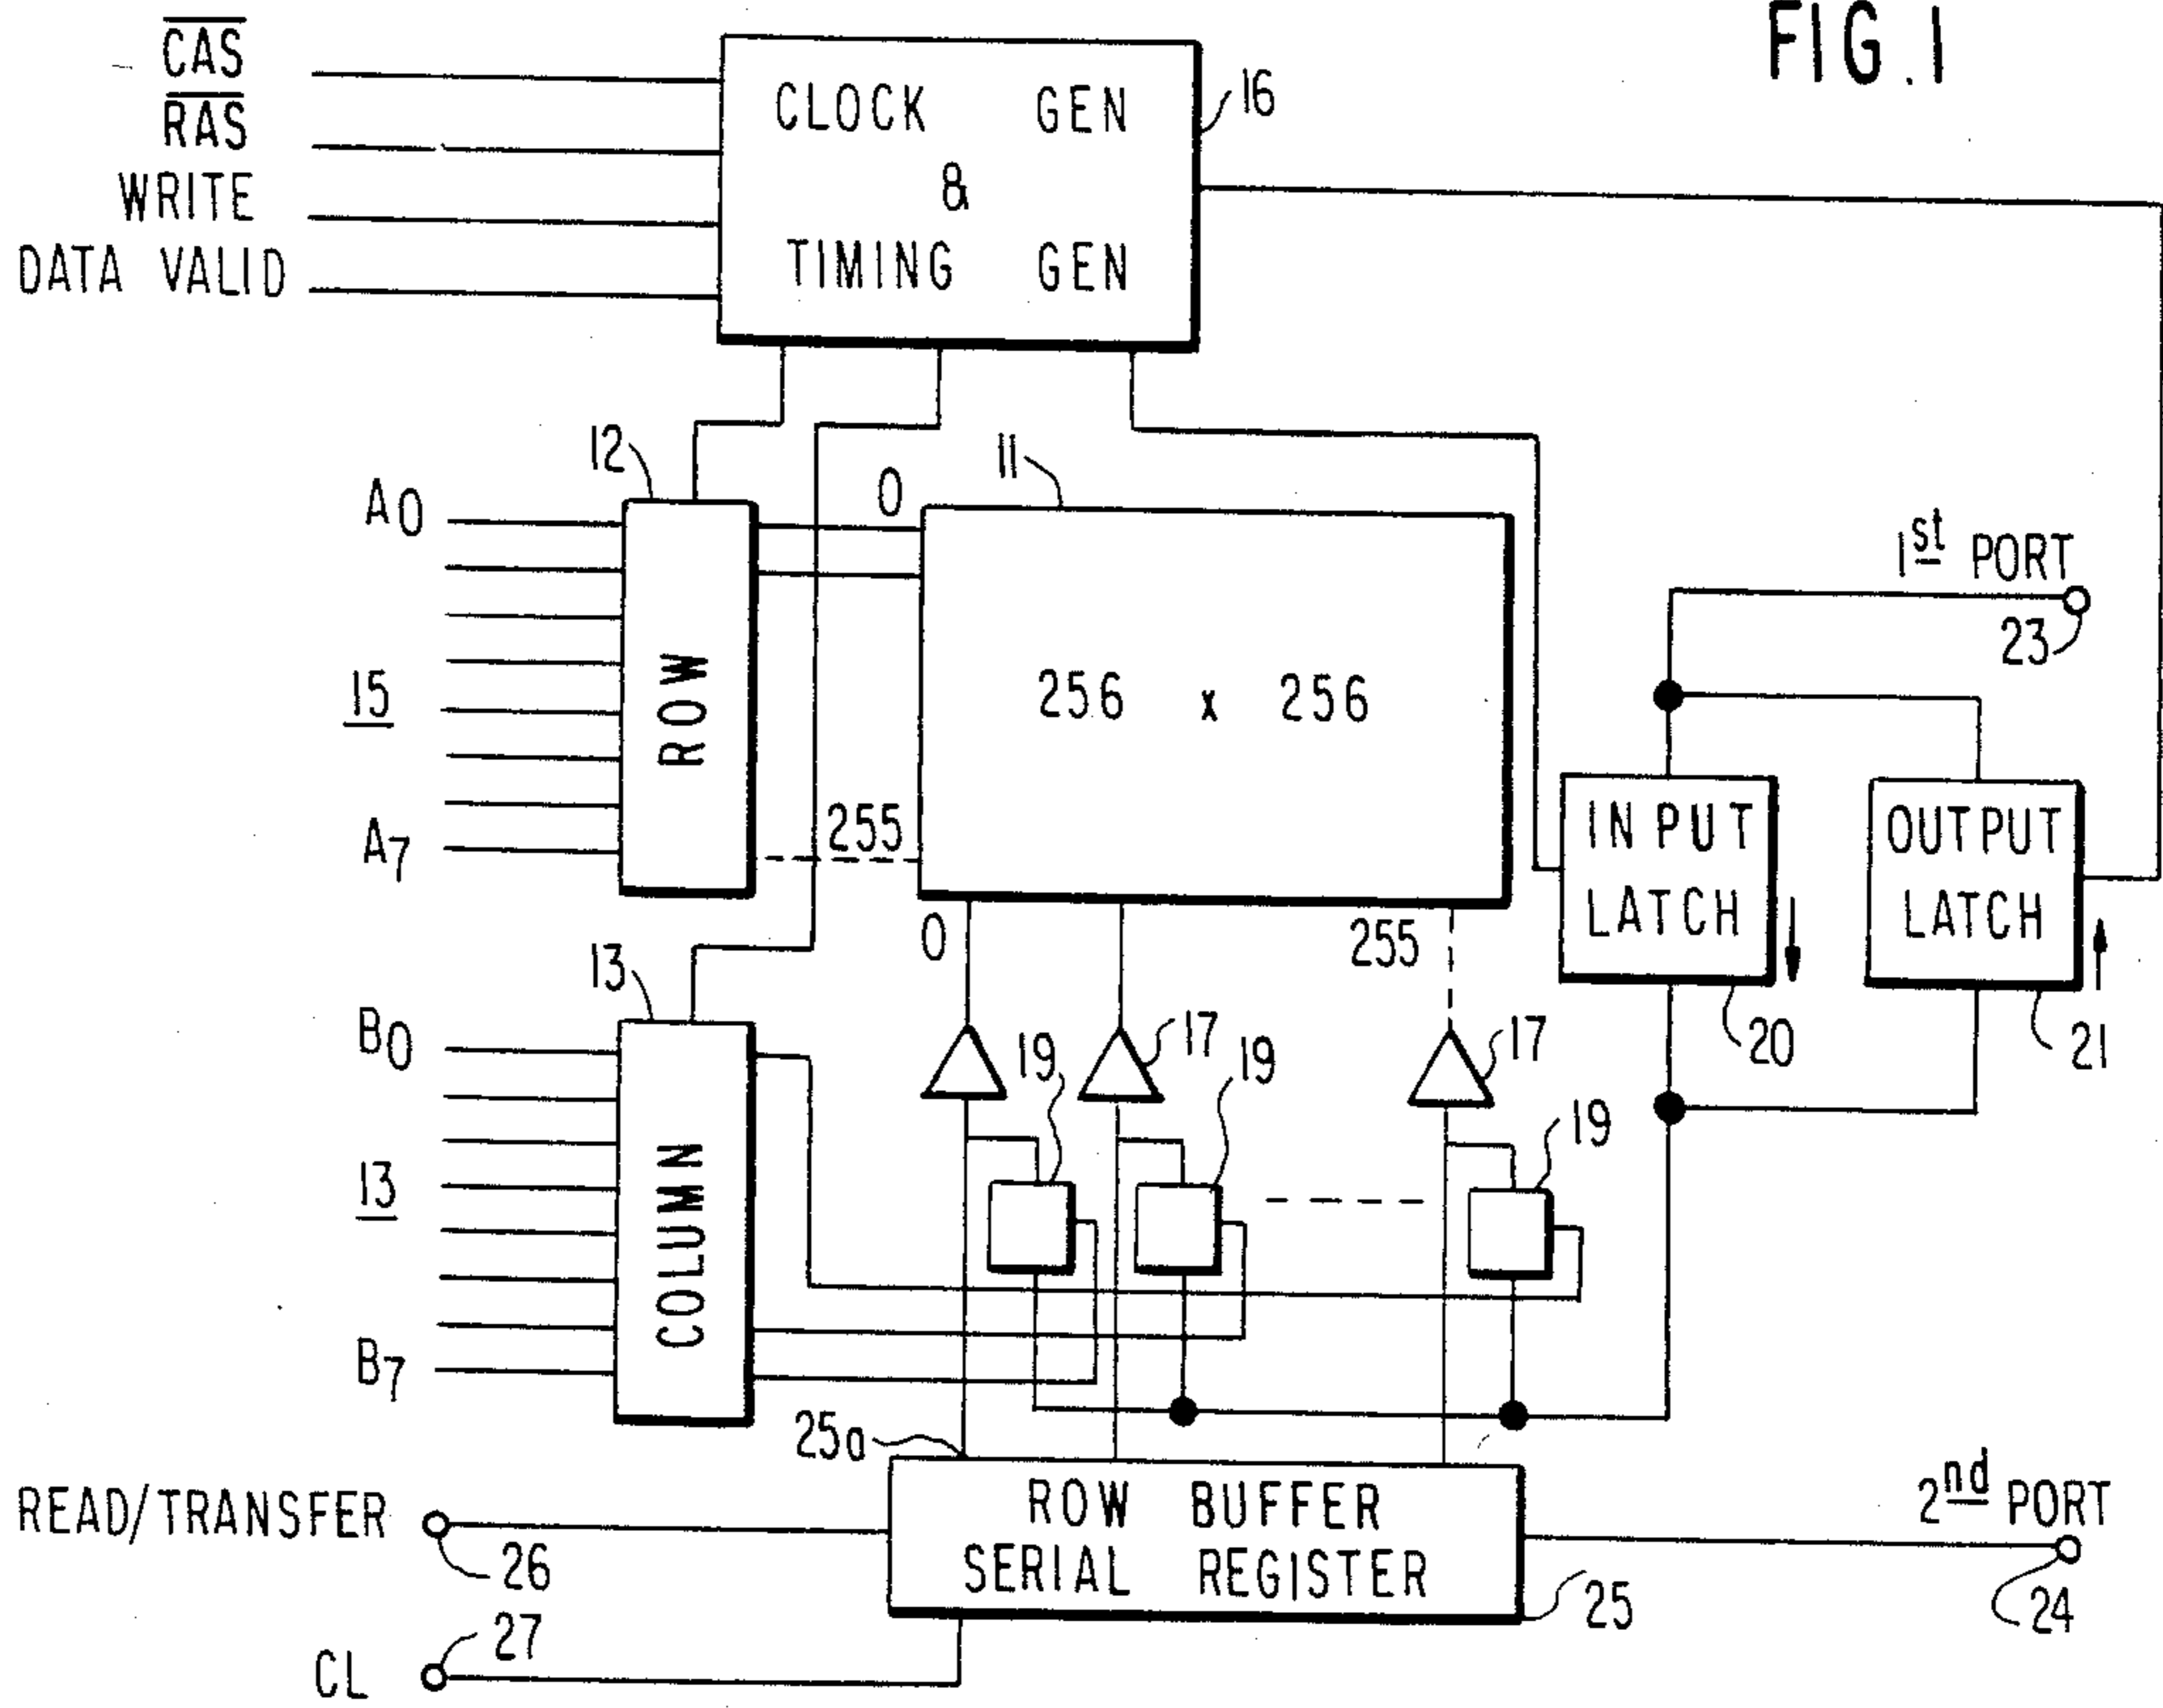 FIG.1
CAS
RAS
WRITE
DATA VALID
CLOCK GEN
&
TIMING GEN
16
12
11
A0
0
15
ROW
256 x 256
A7
255
1st PORT
23
INPUT
LATCH
OUTPUT
LATCH
20
21
0
255
13
B0
13
COLUMN
B7
17
17
19
19
19
25a
READ/TRANSFER
26
ROW BUFFER
SERIAL REGISTER
25
2nd PORT
24
27
CL